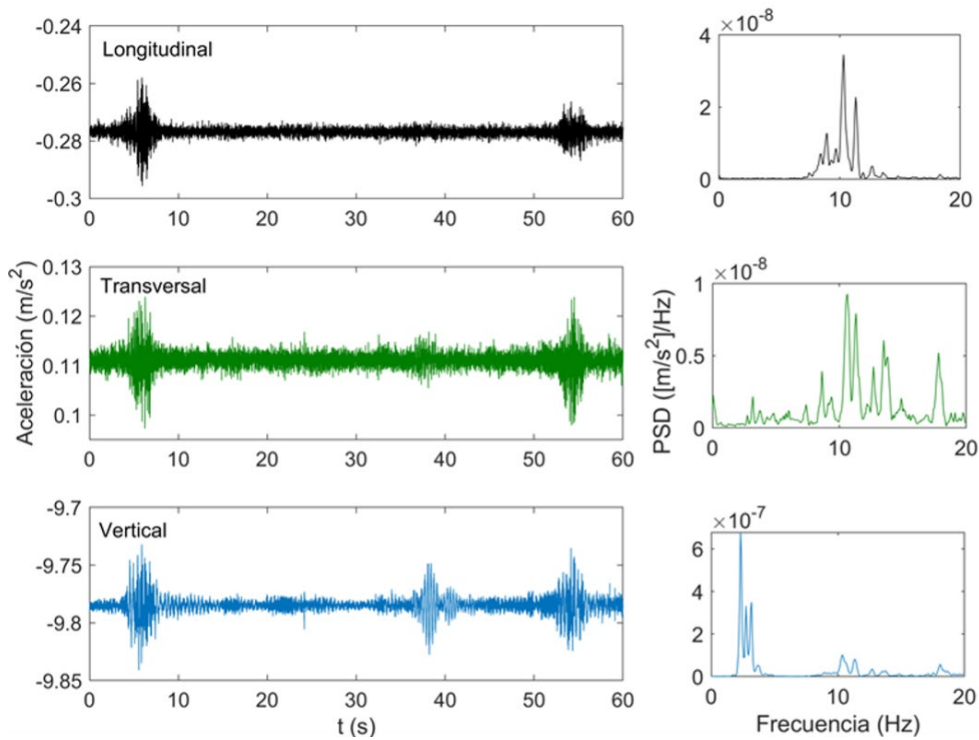 -0.24
Longitudinal
-0.26
-0.28
-0.3
0 10 20 30 40 50 60
×10-8
4
2
0
0 10 20
0.13
Transversal
0.12
0.11
0.1
0 10 20 30 40 50 60
Aceleración (m/s2)
×10-8
1
0.5
0
0 10 20
PSD ([m/s2]/Hz)
-9.7
Vertical
-9.75
-9.8
-9.85
0 10 20 30 40 50 60
t (s)
×10-7
6
4
2
0
0 10 20
Frecuencia (Hz)